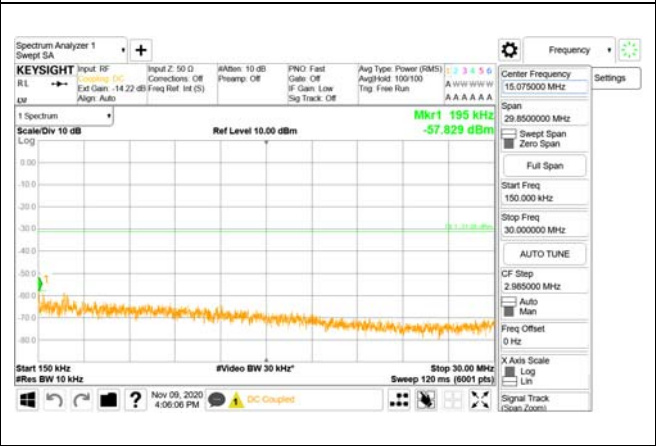 Spectrum Analyzer 1
Swept SA
Frequency
KEYSIGHT
RL
Input: RF
Coupling: DC
Ext Gain: -14.22 dB
Align: Auto
Input Z: 50 Ω
Corrections: Off
Freq Ref: Int (S)
#Atten: 10 dB
Preamp: Off
PNO: Fast
Gate: Off
IF Gain: Low
Sig Track: Off
Avg Type: Power (RMS)
Avg|Hold: 100/100
Trig: Free Run
1 2 3 4 5 6
A W W W W W
A A A A A A
1 Spectrum
Scale/Div 10 dB
Log
Ref Level 10.00 dBm
Mkr1 195 kHz
-57.829 dBm
0.00
-10.0
-20.0
-30.0
-40.0
-50.0
-60.0
-70.0
-80.0
1
Start 150 kHz
#Res BW 10 kHz
#Video BW 30 kHz*
Stop 30.00 MHz
Sweep 120 ms (6001 pts)
Nov 09, 2020
4:06:06 PM
DC Coupled
Center Frequency
15.075000 MHz
Settings
Span
29.8500000 MHz
Swept Span
Zero Span
Full Span
Start Freq
150.000 kHz
Stop Freq
30.000000 MHz
AUTO TUNE
CF Step
2.985000 MHz
Auto
Man
Freq Offset
0 Hz
X Axis Scale
Log
Lin
Signal Track
(Span Zoom)